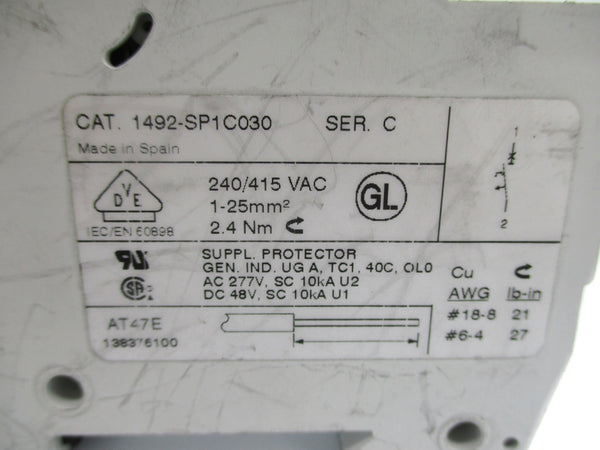 CAT. 1492-SP1C030 SER. C
Made in Spain
1
2
DVE
IEC/EN 60898
240/415 VAC
1-25mm²
2.4 Nm
GL
SUPPL. PROTECTOR
GEN. IND. UG A, TC1, 40C, OL0
AC 277V, SC 10kA U2
DC 48V, SC 10kA U1
Cu
AWG lb-in
#18-8 21
#6-4 27
AT47E
138376100